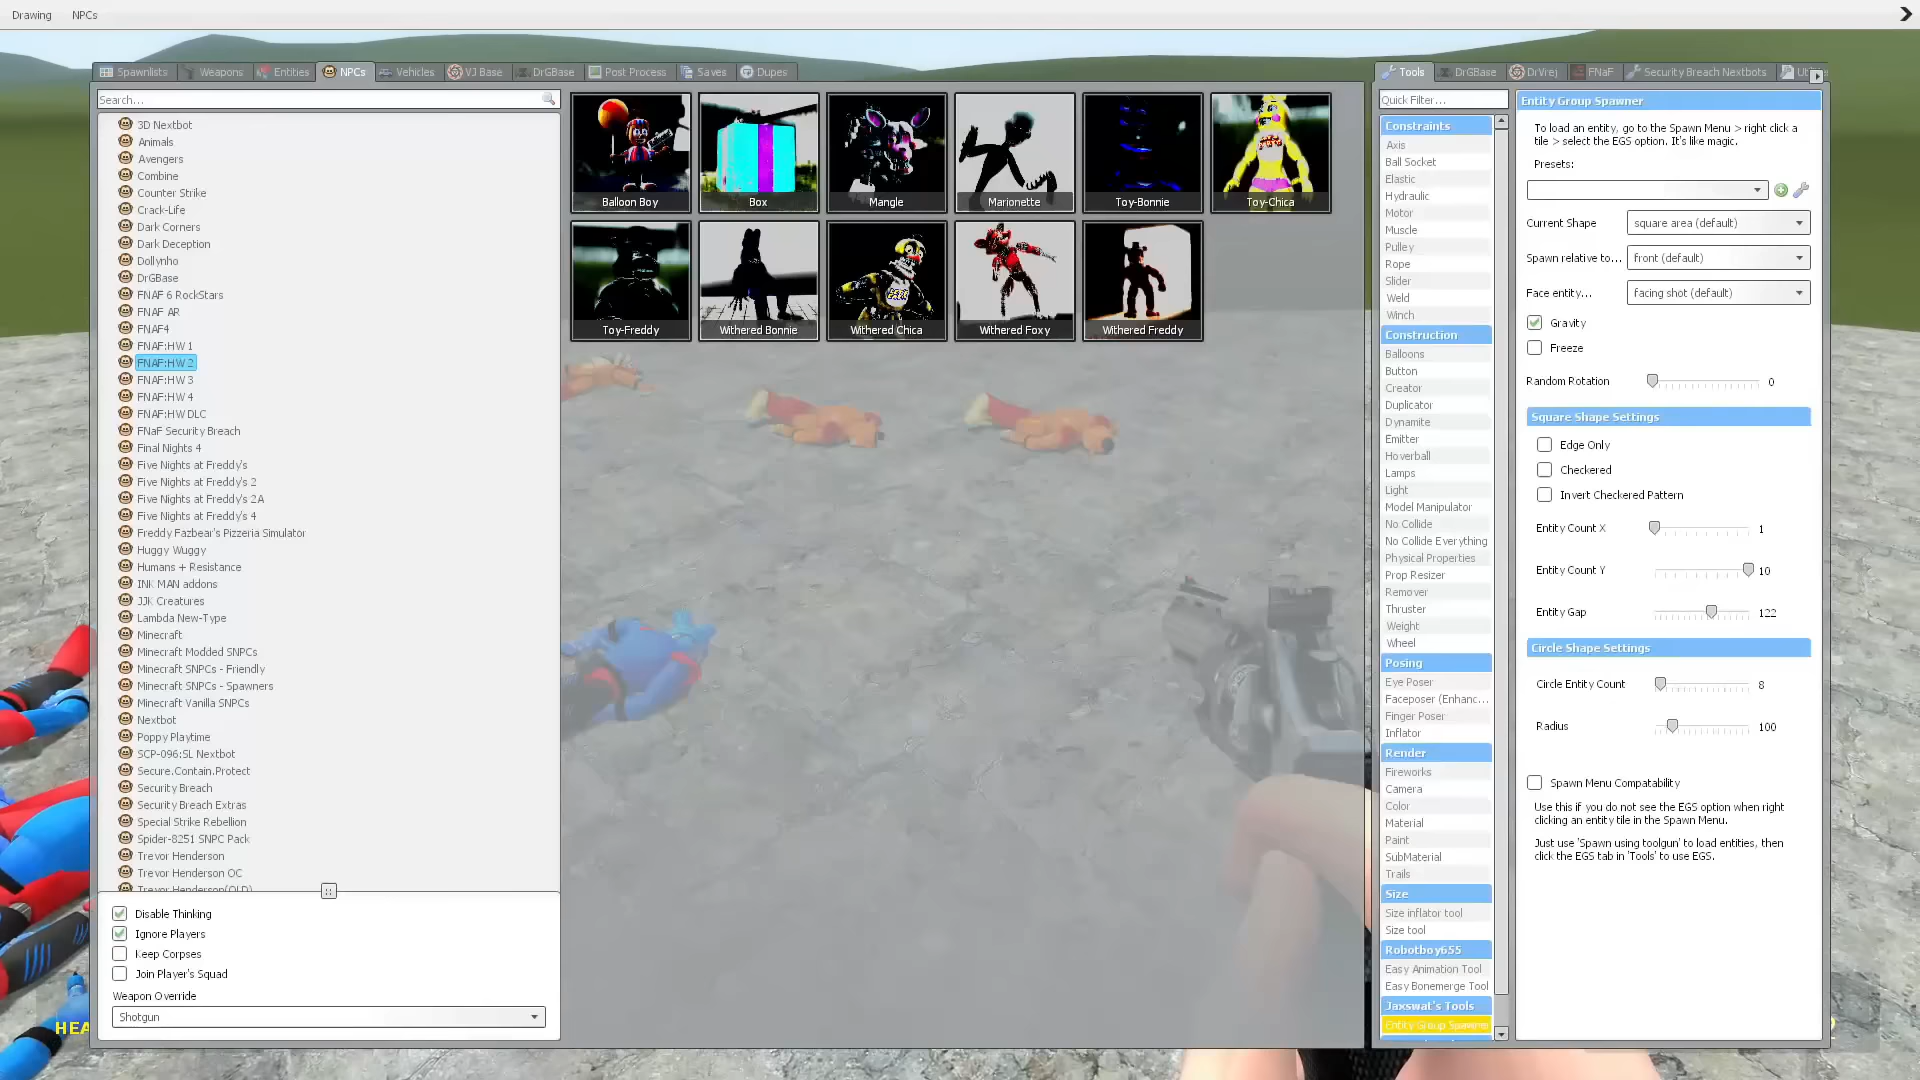 Drawing NPCs
Spawnlists Weapons Entities NPCs Vehicles VJ Base DrGBase Post Process Saves Dupes
Search...
3D Nextbot
Animals
Avengers
Combine
Counter Strike
Crack-Life
Dark Corners
Dark Deception
Dollynho
DrGBase
FNAF 6 RockStars
FNAF AR
FNAF4
FNAF:HW 1
FNAF:HW 2
FNAF:HW 3
FNAF:HW 4
FNAF:HW DLC
FNaF Security Breach
Final Nights 4
Five Nights at Freddy's
Five Nights at Freddy's 2
Five Nights at Freddy's 2A
Five Nights at Freddy's 4
Freddy Fazbear's Pizzeria Simulator
Huggy Wuggy
Humans + Resistance
INK MAN addons
JJK Creatures
Lambda New-Type
Minecraft
Minecraft Modded SNPCs
Minecraft SNPCs - Friendly
Minecraft SNPCs - Spawners
Minecraft Vanilla SNPCs
Nextbot
Poppy Playtime
SCP-096:SL Nextbot
Secure.Contain.Protect
Security Breach
Security Breach Extras
Special Strike Rebellion
Spider-8251 SNPC Pack
Trevor Henderson
Trevor Henderson OC
Trevor Henderson(OLD)
Disable Thinking
Ignore Players
Keep Corpses
Join Player's Squad
Weapon Override
Shotgun
HEA
Balloon Boy Box Mangle Marionette Toy-Bonnie Toy-Chica
Toy-Freddy Withered Bonnie Withered Chica Withered Foxy Withered Freddy
Tools DrGBase DrVrej FNaF Security Breach Nextbots
Quick Filter...
Constraints
Axis
Ball Socket
Elastic
Hydraulic
Motor
Muscle
Pulley
Rope
Slider
Weld
Winch
Construction
Balloons
Button
Creator
Duplicator
Dynamite
Emitter
Hoverball
Lamps
Light
Model Manipulator
No Collide
No Collide Everything
Physical Properties
Prop Resizer
Remover
Thruster
Weight
Wheel
Posing
Eye Poser
Faceposer (Enhanc...
Finger Poser
Inflator
Render
Fireworks
Camera
Color
Material
Paint
SubMaterial
Trails
Size
Size inflator tool
Size tool
Robotboy655
Easy Animation Tool
Easy Bonemerge Tool
Jaxswat's Tools
Entity Group Spawner
Entity Group Spawner
To load an entity, go to the Spawn Menu > right click a
tile > select the EGS option. It's like magic.
Presets:
Current Shape square area (default)
Spawn relative to... front (default)
Face entity... facing shot (default)
Gravity
Freeze
Random Rotation 0
Square Shape Settings
Edge Only
Checkered
Invert Checkered Pattern
Entity Count X 1
Entity Count Y 10
Entity Gap 122
Circle Shape Settings
Circle Entity Count 8
Radius 100
Spawn Menu Compatability
Use this if you do not see the EGS option when right
clicking an entity tile in the Spawn Menu.
Just use 'Spawn using toolgun' to load entities, then
click the EGS tab in 'Tools' to use EGS.